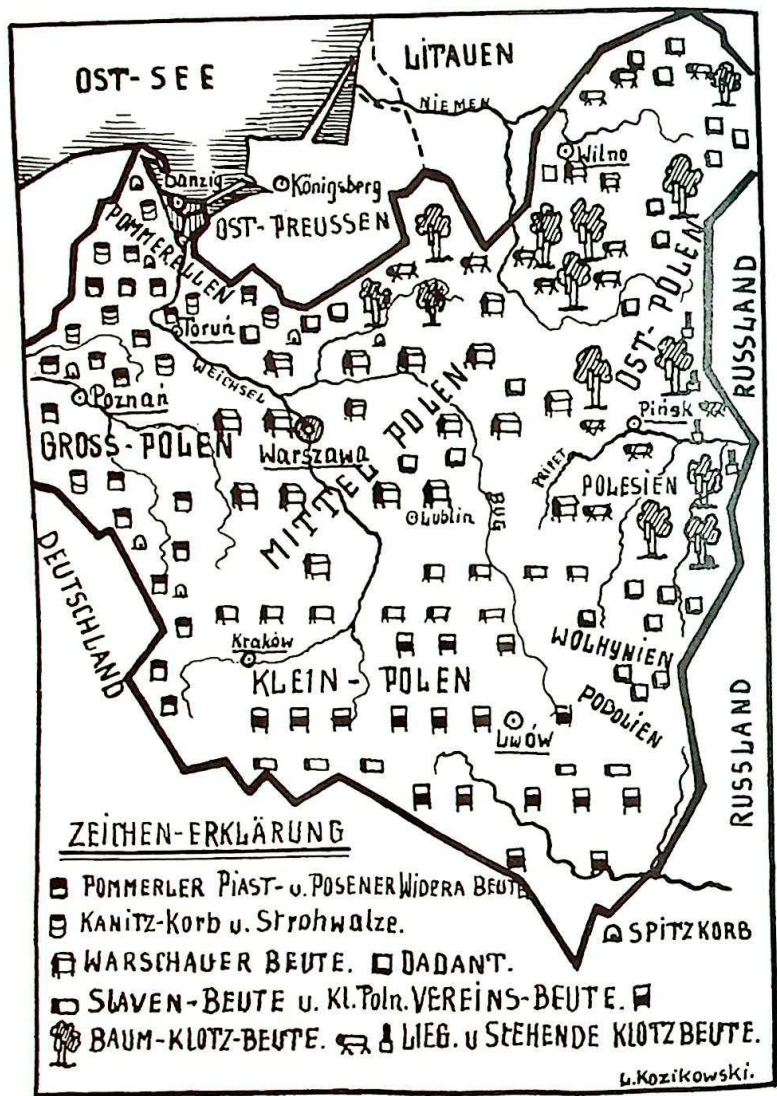 OST-SEE
LITAUEN
NIEMEN
Wilno
Danzig
Königsberg
OST-PREUSSEN
POMMERALLEN
Toruń
WEICHSEL
OST-POLEN
RUSSLAND
Poznań
GROSS-POLEN
Warszawa
MITTEL POLEN
Pińsk
PRIPET
POLESIEN
BUG
Lublin
DEUTSCHLAND
Kraków
KLEIN-POLEN
WOLHYNIEN
PODOLIEN
Lwów
RUSSLAND
ZEICHEN-ERKLÄRUNG
POMMERLER PIAST- u. POSENER WIDERA BEUTE
KANITZ-KORB u. Strohwalze.
SPITZKORB
WARSCHAUER BEUTE. DADANT.
SLAVEN-BEUTE u. Kl. Poln. VEREINS-BEUTE.
BAUM-KLOTZ-BEUTE. LIEG. u STEHENDE KLOTZBEUTE.
L. Kozikowski.